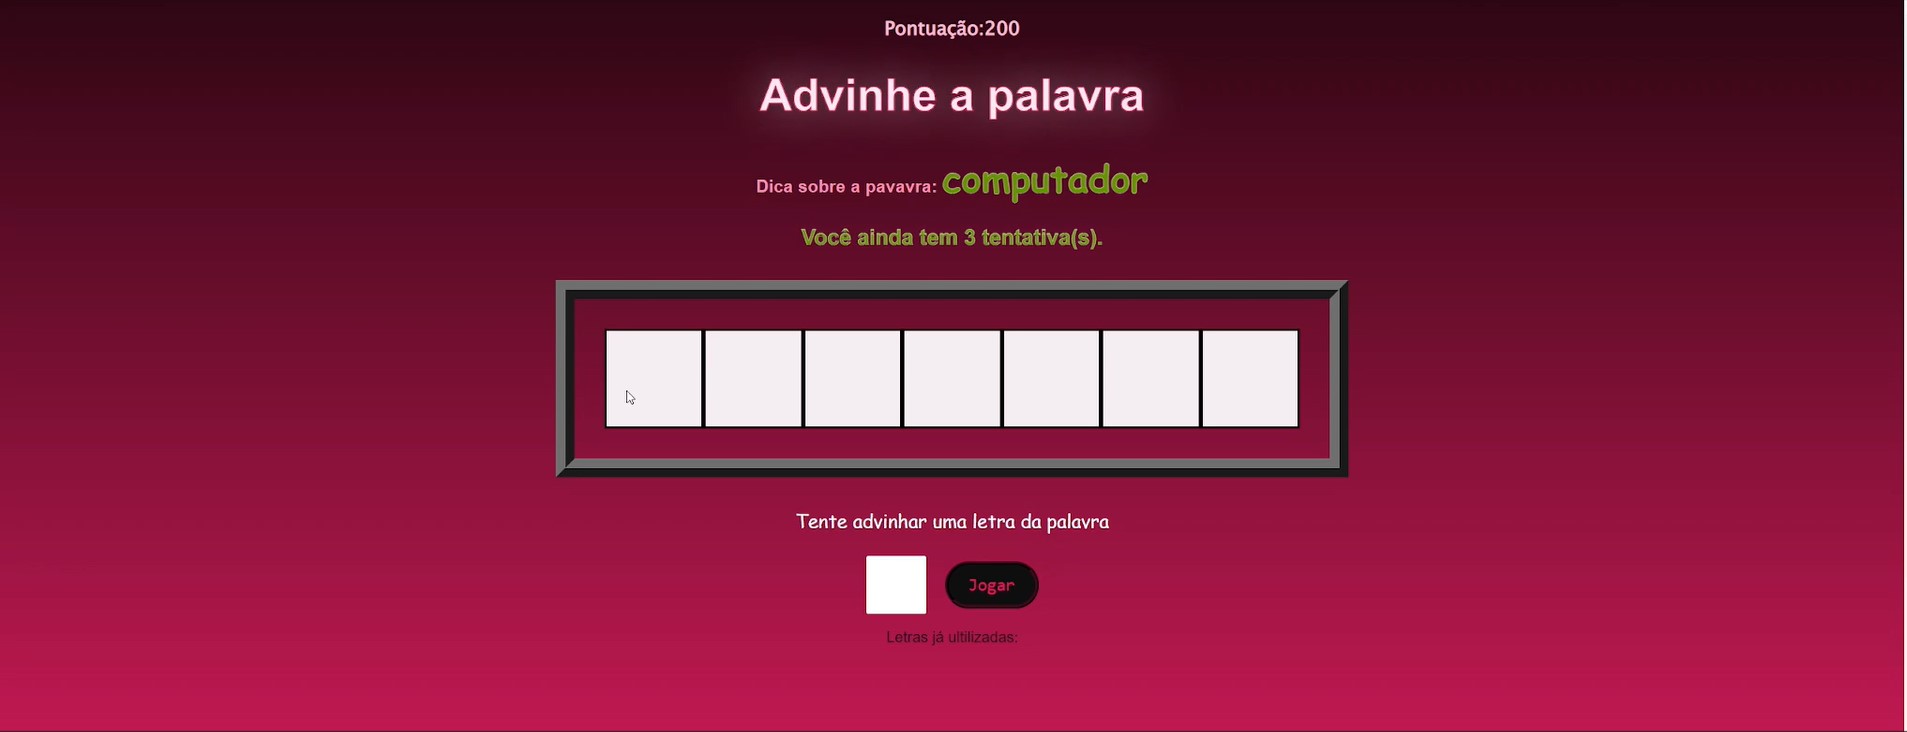 Pontuação:200
Advinhe a palavra
Dica sobre a pavavra: computador
Você ainda tem 3 tentativa(s).
Tente advinhar uma letra da palavra
Jogar
Letras já ultilizadas: